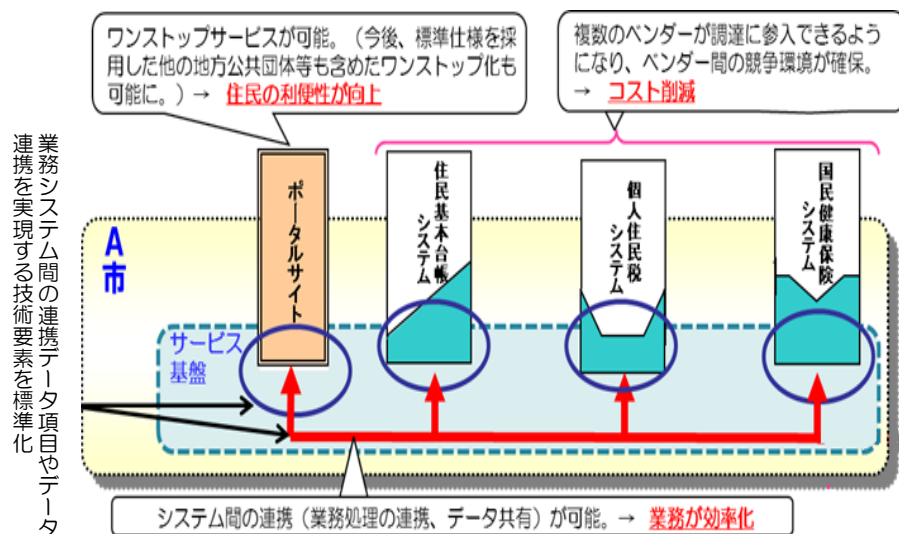 ワンストップサービスが可能。（今後、標準仕様を採
用した他の地方公共団体等も含めたワンストップ化も
可能に。）→ 住民の利便性が向上
複数のベンダーが調達に参入できるよう
になり、ベンダー間の競争環境が確保。
→ コスト削減
業務システム間の連携データ項目やデータ
連携を実現する技術要素を標準化
A市
ポータルサイト
住民基本台帳
システム
個人住民税
システム
国民健康保険
システム
サービス
基盤
システム間の連携（業務処理の連携、データ共有）が可能。→ 業務が効率化